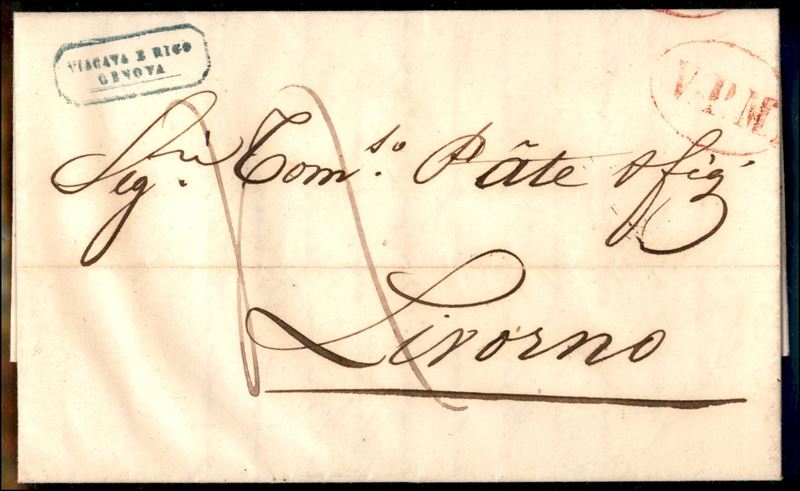 VIAGAVA E RIGO
GENOVA
V.P.M
Sig.ri Tom.so Pâte & fig.
Livorno